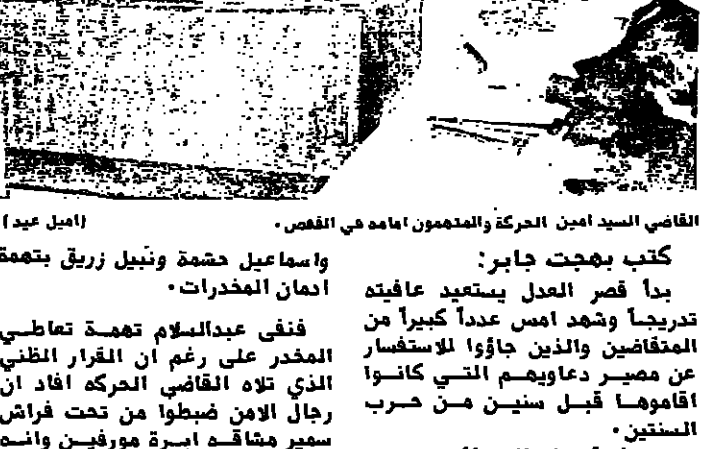 القاضي السيد امين الحركة والمتهمون امامه في القفص . (اميل عيد)
كتب بهجت جابر :
بدأ قصر العدل يستعيد عافيته
تدريجاً وشهد امس عدداً كبيراً من
المتقاضين والذين جاؤوا للاستفسار
عن مصير دعاويهم التي كانوا
اقاموها قبل سنين من حرب
السنتين .
واسماعيل حشمة ونبيل زريق بتهمة
ادمان المخدرات .
فنفى عبدالسلام تهمة تعاطي
المخدر على رغم ان القرار الظني
الذي تلاه القاضي الحركه افاد ان
رجال الامن ضبطوا من تحت فراش
سمير مشاقه ابرة مورفين وانه